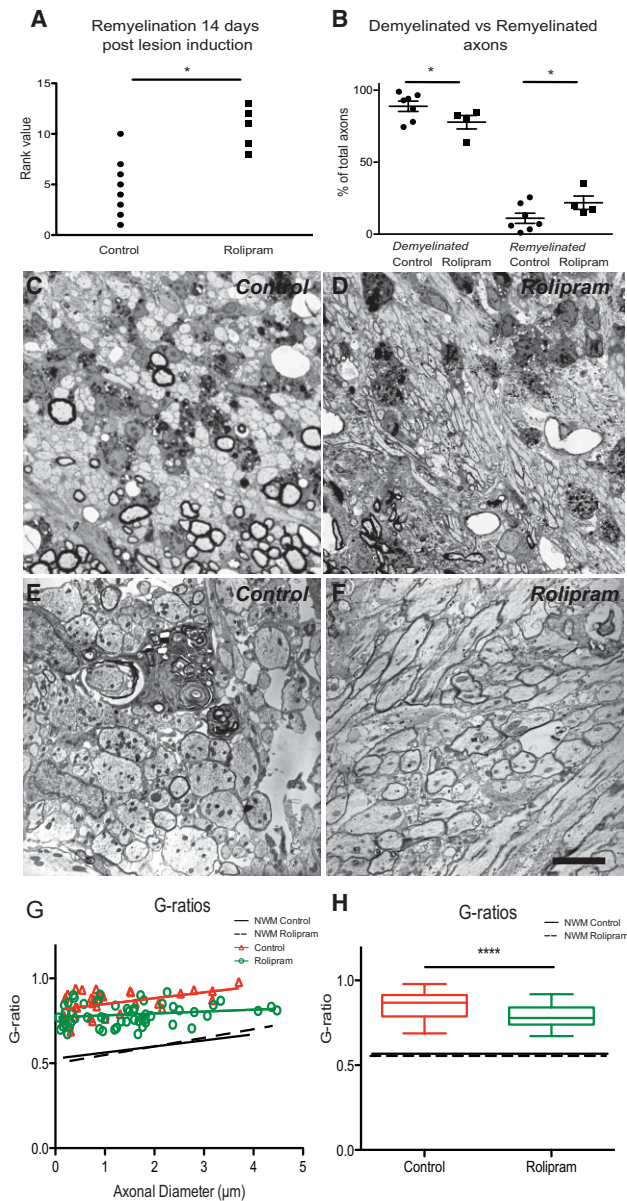 A
Remyelination 14 days
post lesion induction
*
Rank value
15
10
5
0
Control
Rolipram
B
Demyelinated vs Remyelinated
axons
*
*
% of total axons
100
50
0
Demyelinated
Remyelinated
Control
Rolipram
Control
Rolipram
C
Control
D
Rolipram
E
Control
F
Rolipram
G
G-ratios
NWM Control
NWM Rolipram
Control
Rolipram
G-ratio
1.0
0.5
0.0
0
1
2
3
4
5
Axonal Diameter (μm)
H
G-ratios
NWM Control
NWM Rolipram
****
G-ratio
1.0
0.5
0.0
Control
Rolipram